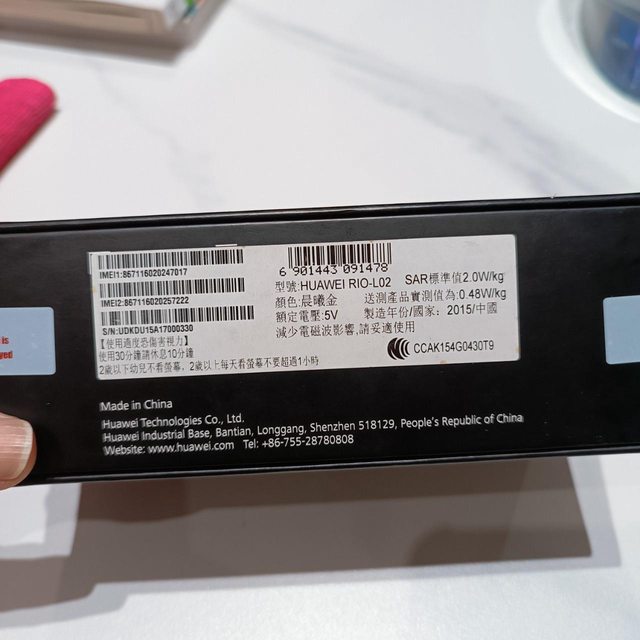 IMEI1:867116020247017
IMEI2:867116020257222
S/N:UDKDU15A17000330
【使用過度恐傷害視力】
使用30分鐘請休息10分鐘
2歲以下幼兒不看螢幕，2歲以上每天看螢幕不要超過1小時
6 901443 091478
型號:HUAWEI RIO-L02 SAR標準值2.0W/kg
顏色:晨曦金 送測產品實測值為:0.48W/kg
額定電壓:5V 製造年份/國家：2015/中國
減少電磁波影響,請妥適使用
CCAK154G0430T9
is
yed
Made in China
Huawei Technologies Co., Ltd.
Huawei Industrial Base, Bantian, Longgang, Shenzhen 518129, People's Republic of China
Website: www.huawei.com Tel: +86-755-28780808